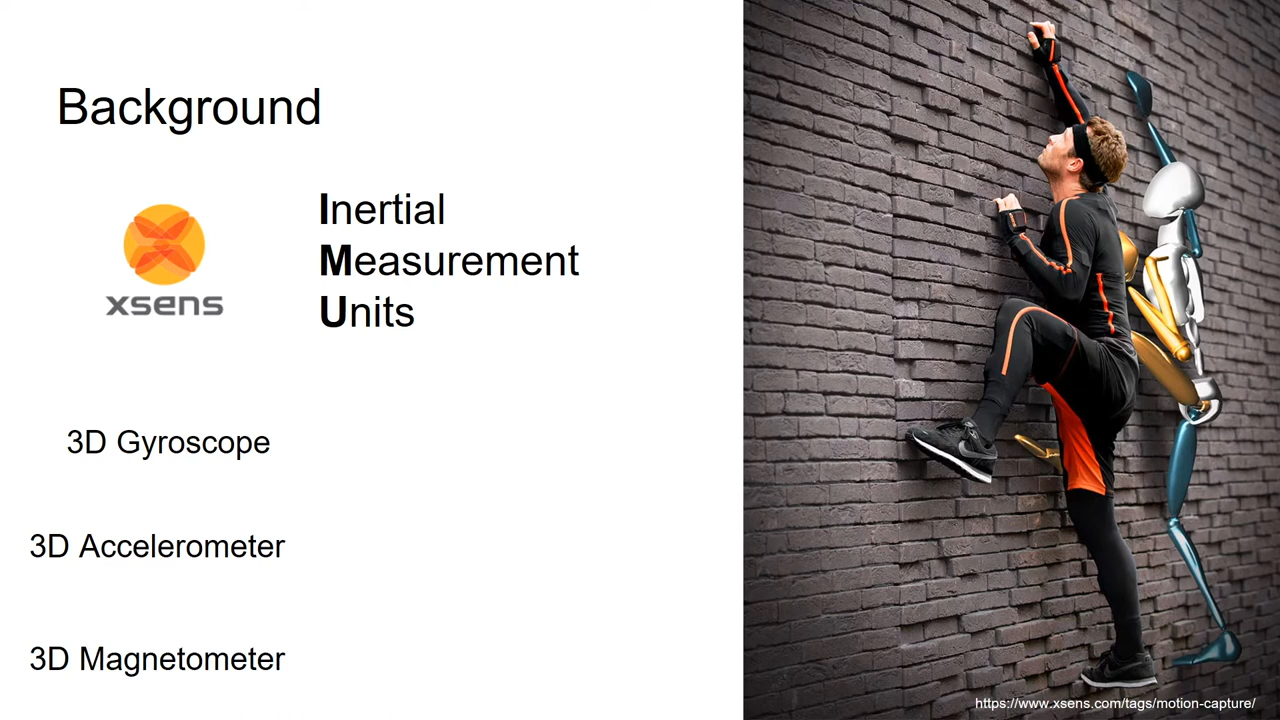 Background
xsens
Inertial
Measurement
Units
3D Gyroscope
3D Accelerometer
3D Magnetometer
https://www.xsens.com/tags/motion-capture/